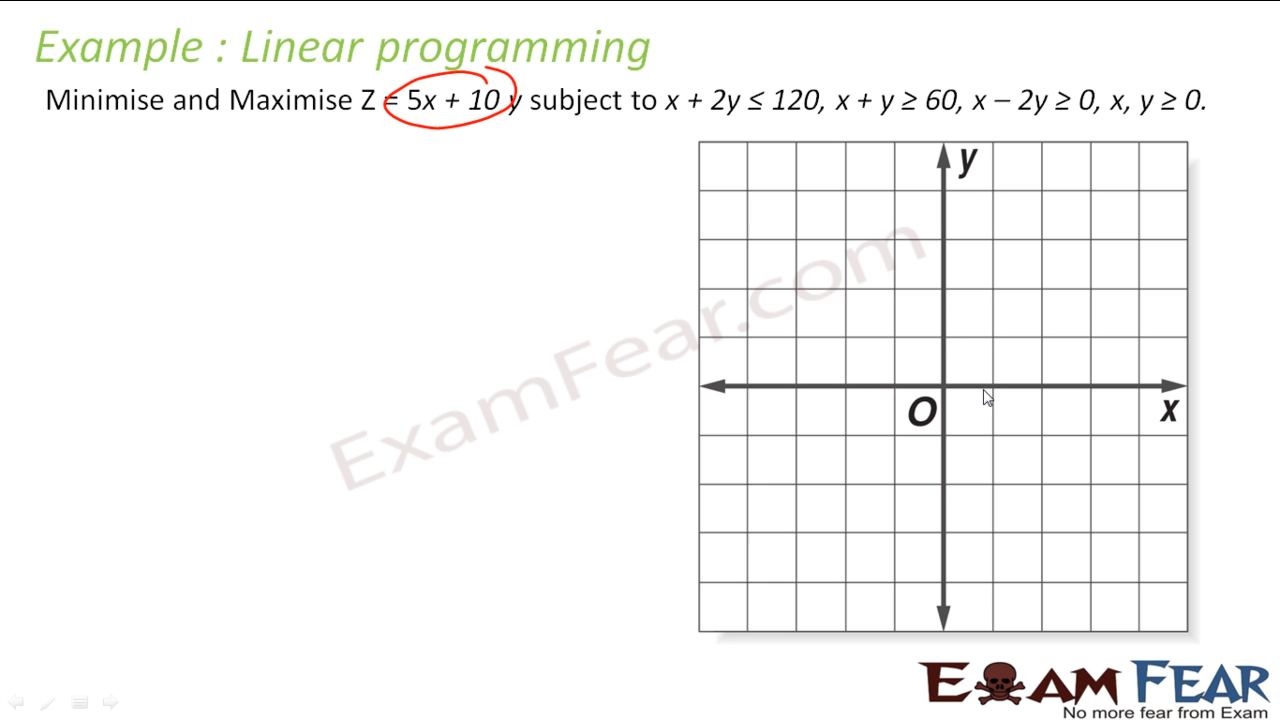 Example : Linear programming
Minimise and Maximise Z = 5x + 10 y subject to x + 2y ≤ 120, x + y ≥ 60, x – 2y ≥ 0, x, y ≥ 0.
y
ExamFear.com
O
x
EXAM FEAR
No more fear from Exam